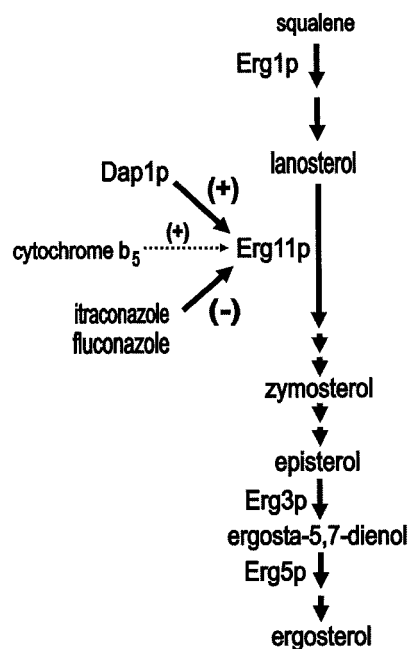 squalene
Erg1p
lanosterol
Dap1p
(+)
(+)
cytochrome b5
Erg11p
itraconazole
fluconazole
(-)
zymosterol
episterol
Erg3p
ergosta-5,7-dienol
Erg5p
ergosterol